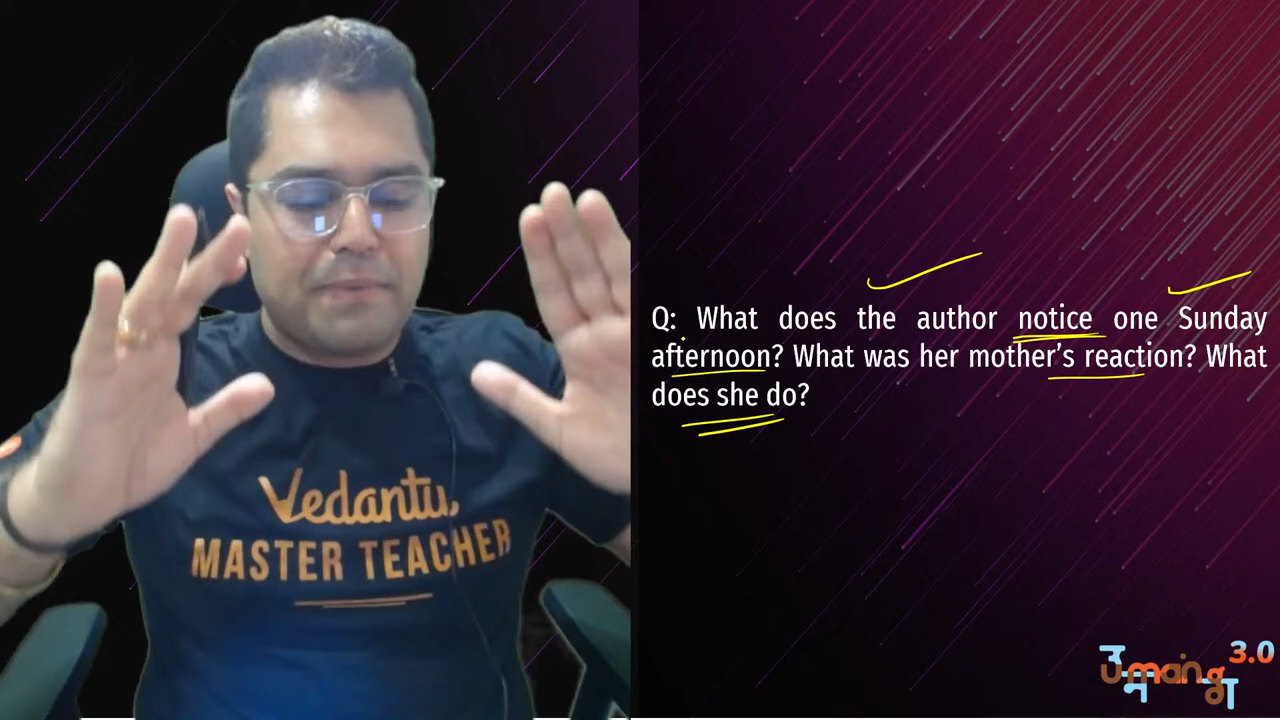 Vedantu
MASTER TEACHER
Q: What does the author notice one Sunday
afternoon? What was her mother’s reaction? What
does she do?
3.0